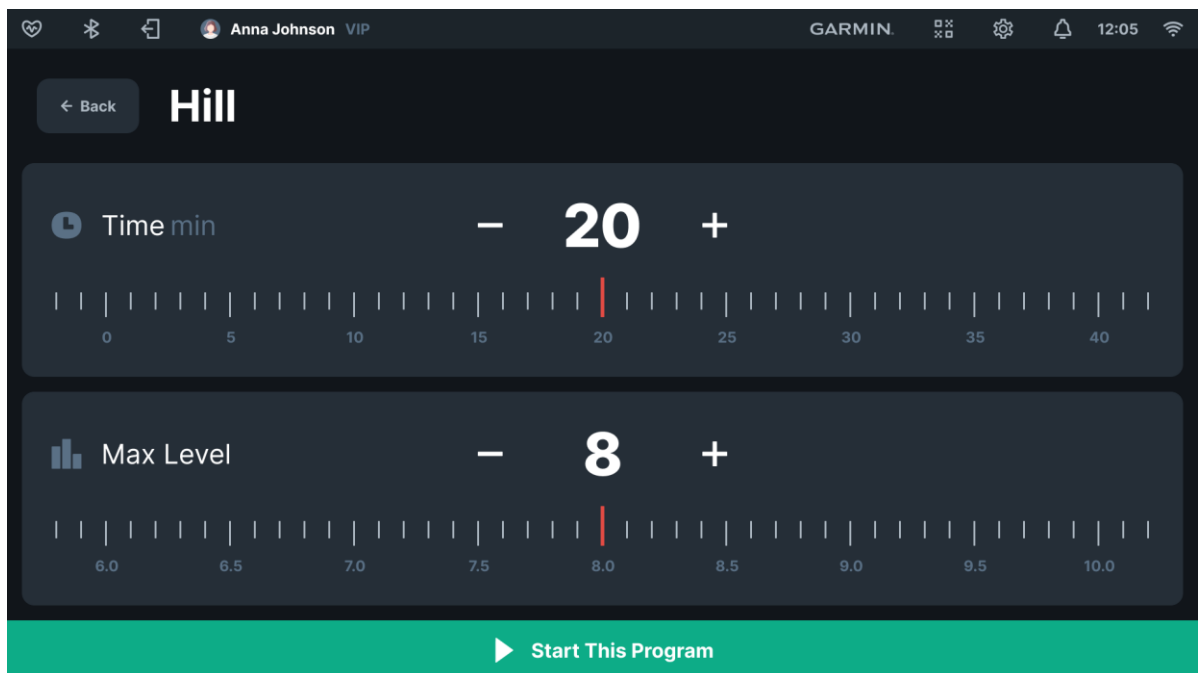 Anna Johnson VIP GARMIN. 12:05
← Back Hill
Time min − 20 +
0 5 10 15 20 25 30 35 40
Max Level − 8 +
6.0 6.5 7.0 7.5 8.0 8.5 9.0 9.5 10.0
Start This Program